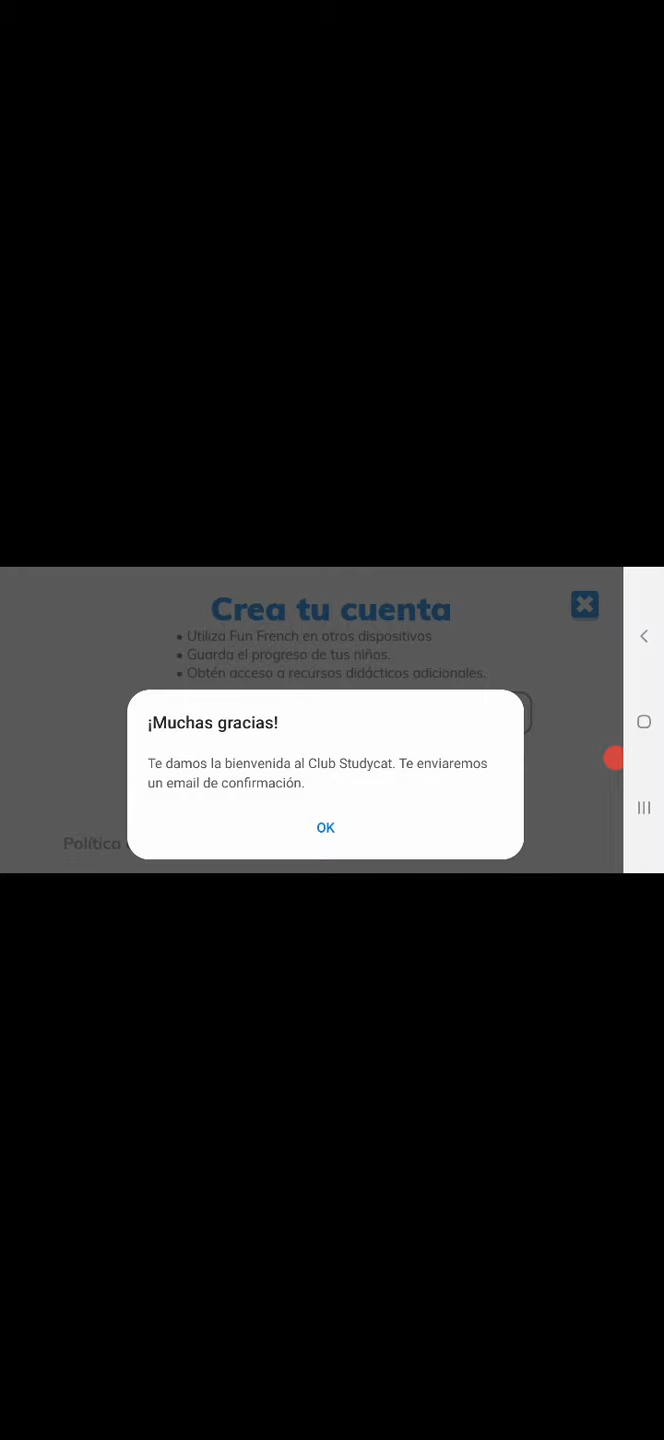 Crea tu cuenta
• Utiliza Fun French en otros dispositivos
• Guarda el progreso de tus niños.
• Obtén acceso a recursos didácticos adicionales.
¡Muchas gracias!
Te damos la bienvenida al Club Studycat. Te enviaremos
un email de confirmación.
OK
Política